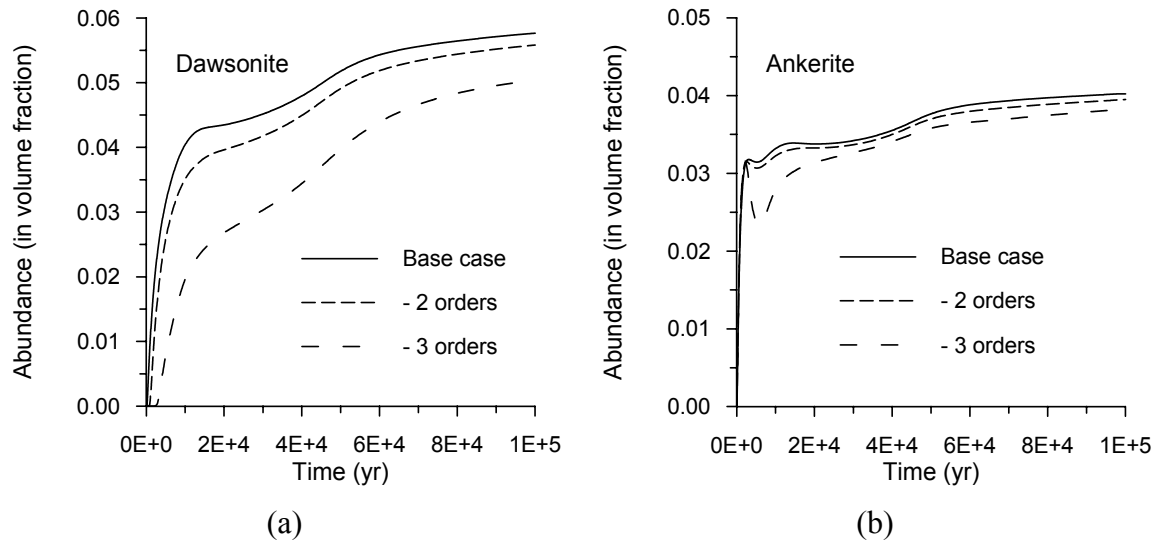 Abundance (in volume fraction)
0.06
0.05
0.04
0.03
0.02
0.01
0.00
Dawsonite
Base case
- 2 orders
- 3 orders
0E+0 2E+4 4E+4 6E+4 8E+4 1E+5
Time (yr)
(a)
Abundance (in volume fraction)
0.05
0.04
0.03
0.02
0.01
0.00
Ankerite
Base case
- 2 orders
- 3 orders
0E+0 2E+4 4E+4 6E+4 8E+4 1E+5
Time (yr)
(b)